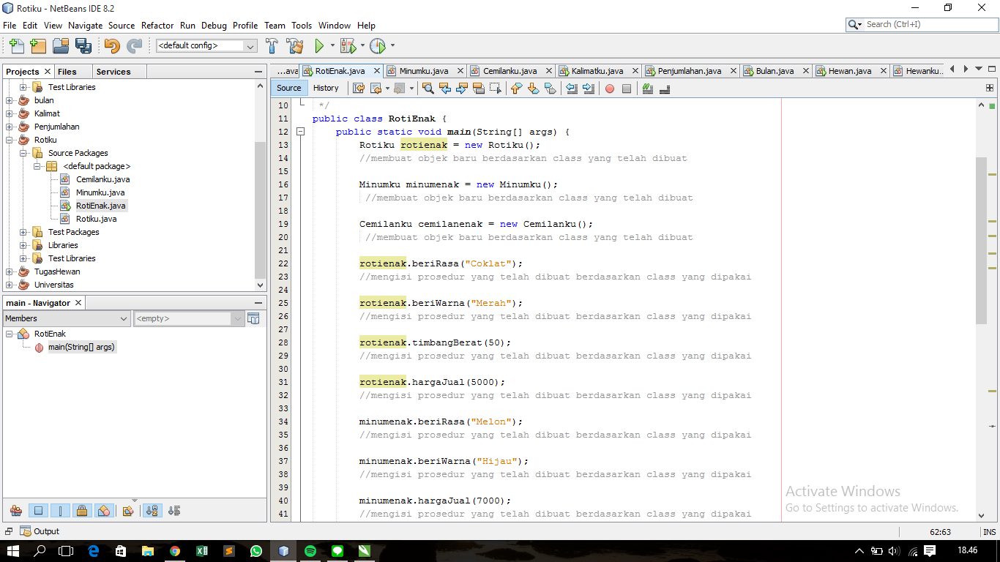 Rotiku - NetBeans IDE 8.2
File Edit View Navigate Source Refactor Run Debug Profile Team Tools Window Help
Search (Ctrl+I)
<default config>
Projects Files Services
Test Libraries
bulan
Kalimat
Penjumlahan
Rotiku
Source Packages
<default package>
Cemilanku.java
Minumku.java
RotiEnak.java
Rotiku.java
Test Packages
Libraries
Test Libraries
TugasHewan
Universitas
main - Navigator
Members <empty>
RotiEnak
main(String[] args)
...ava RotiEnak.java Minumku.java Cemilanku.java Kalimatku.java Penjumlahan.java Bulan.java Hewan.java Hewanku..
Source History
10 */
11 public class RotiEnak {
12 public static void main(String[] args) {
13 Rotiku rotienak = new Rotiku();
14 //membuat objek baru berdasarkan class yang telah dibuat
15
16 Minumku minumenak = new Minumku();
17 //membuat objek baru berdasarkan class yang telah dibuat
18
19 Cemilanku cemilanenak = new Cemilanku();
20 //membuat objek baru berdasarkan class yang telah dibuat
21
22 rotienak.beriRasa("Coklat");
23 //mengisi prosedur yang telah dibuat berdasarkan class yang dipakai
24
25 rotienak.beriWarna("Merah");
26 //mengisi prosedur yang telah dibuat berdasarkan class yang dipakai
27
28 rotienak.timbangBerat(50);
29 //mengisi prosedur yang telah dibuat berdasarkan class yang dipakai
30
31 rotienak.hargaJual(5000);
32 //mengisi prosedur yang telah dibuat berdasarkan class yang dipakai
33
34 minumenak.beriRasa("Melon");
35 //mengisi prosedur yang telah dibuat berdasarkan class yang dipakai
36
37 minumenak.beriWarna("Hijau");
38 //mengisi prosedur yang telah dibuat berdasarkan class yang dipakai
39
40 minumenak.hargaJual(7000);
41 //mengisi prosedur yang telah dibuat berdasarkan class yang dipakai
Activate Windows
Go to Settings to activate Windows.
Output
62:63 INS
18.46